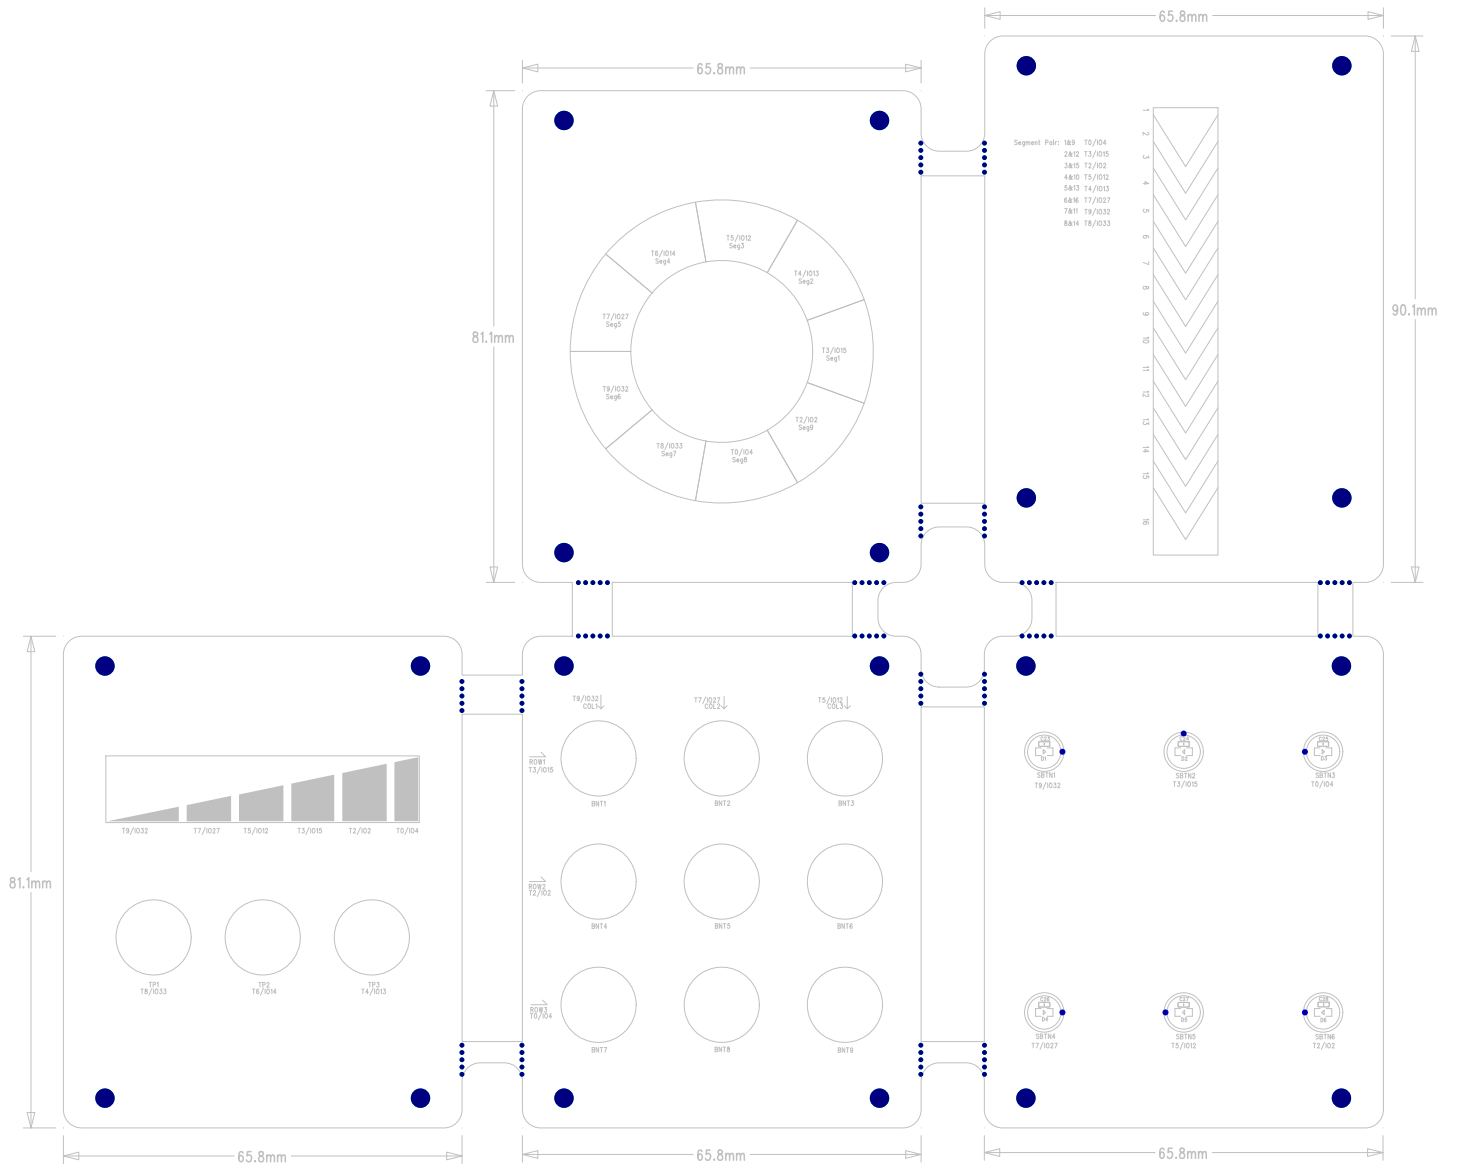 65.8mm
65.8mm
81.1mm
90.1mm
Segment Pair: 1&9 T0/IO4
2&12 T3/IO15
3&15 T2/IO2
4&10 T5/IO12
5&13 T4/IO13
6&16 T7/IO27
7&11 T9/IO32
8&14 T8/IO33
1
2
3
4
5
6
7
8
9
10
11
12
13
14
15
16
T5/IO12
Seg3
T6/IO14
Seg4
T4/IO13
Seg2
T7/IO27
Seg5
T3/IO15
Seg1
T9/IO32
Seg6
T2/IO2
Seg9
T8/IO33
Seg7
T0/IO4
Seg8
81.1mm
T9/IO32 T7/IO27 T5/IO12 T3/IO15 T2/IO2 T0/IO4
TP1 TP2 TP3
T8/IO33 T6/IO14 T4/IO13
65.8mm
T9/IO32 T7/IO27 T5/IO12
COL1 COL2 COL3
ROW1
T3/IO15
BNT1 BNT2 BNT3
ROW2
T2/IO2
BNT4 BNT5 BNT6
ROW3
T0/IO4
BNT7 BNT8 BNT9
65.8mm
D1 D2 D3
SBTN1 SBTN2 SBTN3
T9/IO32 T3/IO15 T0/IO4
D4 D5 D6
SBTN4 SBTN5 SBTN6
T7/IO27 T5/IO12 T2/IO2
65.8mm